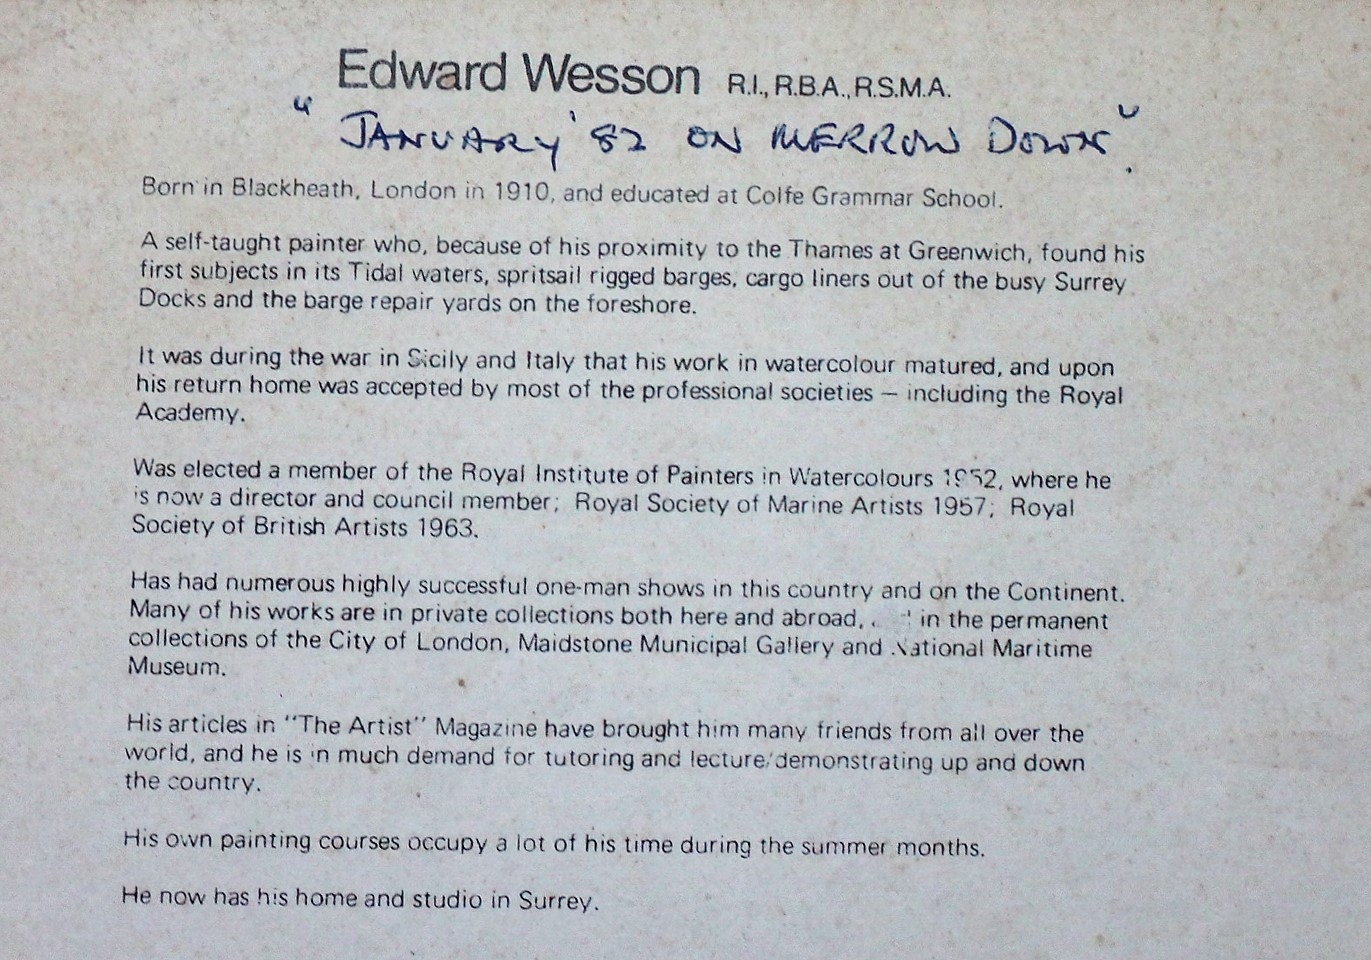 Edward Wesson R.I., R.B.A., R.S.M.A.
"JANUARY '82 ON MERROW DOWN".
Born in Blackheath, London in 1910, and educated at Colfe Grammar School.
A self-taught painter who, because of his proximity to the Thames at Greenwich, found his
first subjects in its Tidal waters, spritsail rigged barges, cargo liners out of the busy Surrey
Docks and the barge repair yards on the foreshore.
It was during the war in Sicily and Italy that his work in watercolour matured, and upon
his return home was accepted by most of the professional societies — including the Royal
Academy.
Was elected a member of the Royal Institute of Painters in Watercolours 1952, where he
is now a director and council member; Royal Society of Marine Artists 1957; Royal
Society of British Artists 1963.
Has had numerous highly successful one-man shows in this country and on the Continent.
Many of his works are in private collections both here and abroad, in the permanent
collections of the City of London, Maidstone Municipal Gallery and National Maritime
Museum.
His articles in "The Artist" Magazine have brought him many friends from all over the
world, and he is in much demand for tutoring and lecture/demonstrating up and down
the country.
His own painting courses occupy a lot of his time during the summer months.
He now has his home and studio in Surrey.